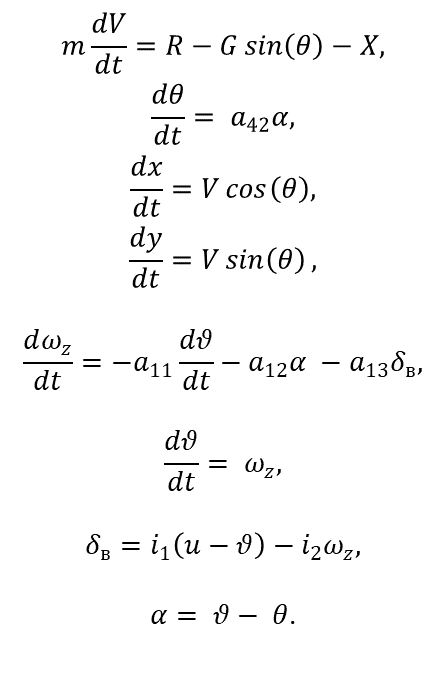 m dV/dt = R − G sin(θ) − X,
dθ/dt = a₄₂α,
dx/dt = V cos(θ),
dy/dt = V sin(θ) ,
dω_z/dt = −a₁₁ dϑ/dt − a₁₂α − a₁₃δ_в,
dϑ/dt = ω_z,
δ_в = i₁(u − ϑ) − i₂ω_z,
α = ϑ − θ.